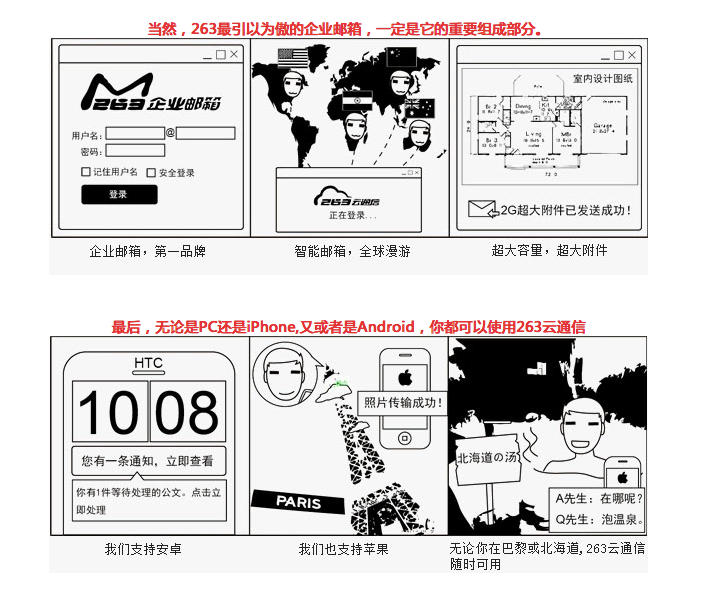 当然，263最引以为傲的企业邮箱，一定是它的重要组成部分。
263企业邮箱
用户名：
@
密码：
记住用户名 安全登录
登录
263云通信
正在登录...
室内设计图纸
Br 2
Dining
Kit
Garage
Br 3
Living
MBr
2G超大附件已发送成功！
企业邮箱，第一品牌
智能邮箱，全球漫游
超大容量，超大附件
最后，无论是PC还是iPhone,又或者是Android，你都可以使用263云通信
HTC
10 08
您有一条通知，立即查看
你有1件等待处理的公文。点击立
即处理
照片传输成功！
PARIS
北海道の汤
A先生：在哪呢？
Q先生：泡温泉。
我们支持安卓
我们也支持苹果
无论你在巴黎或北海道,263云通信
随时可用